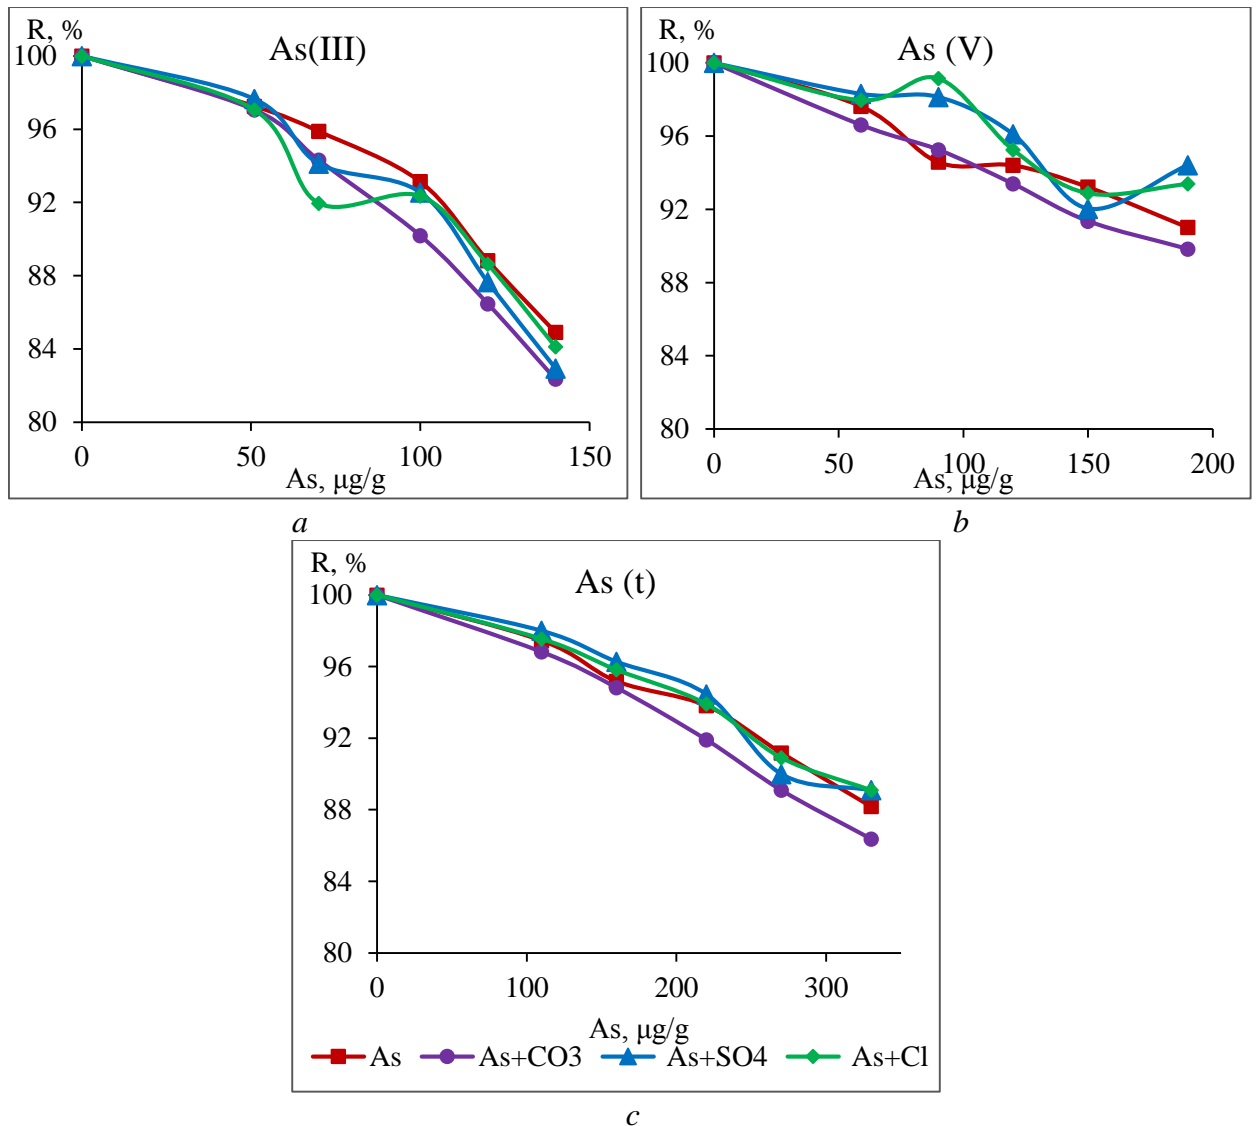 R, %
As(III)
100
96
92
88
84
80
0 50 100 150
As, μg/g
a
R, %
As (V)
100
96
92
88
84
80
0 50 100 150 200
As, μg/g
b
R, %
As (t)
100
96
92
88
84
80
0 100 200 300
As, μg/g
As As+CO3 As+SO4 As+Cl
c